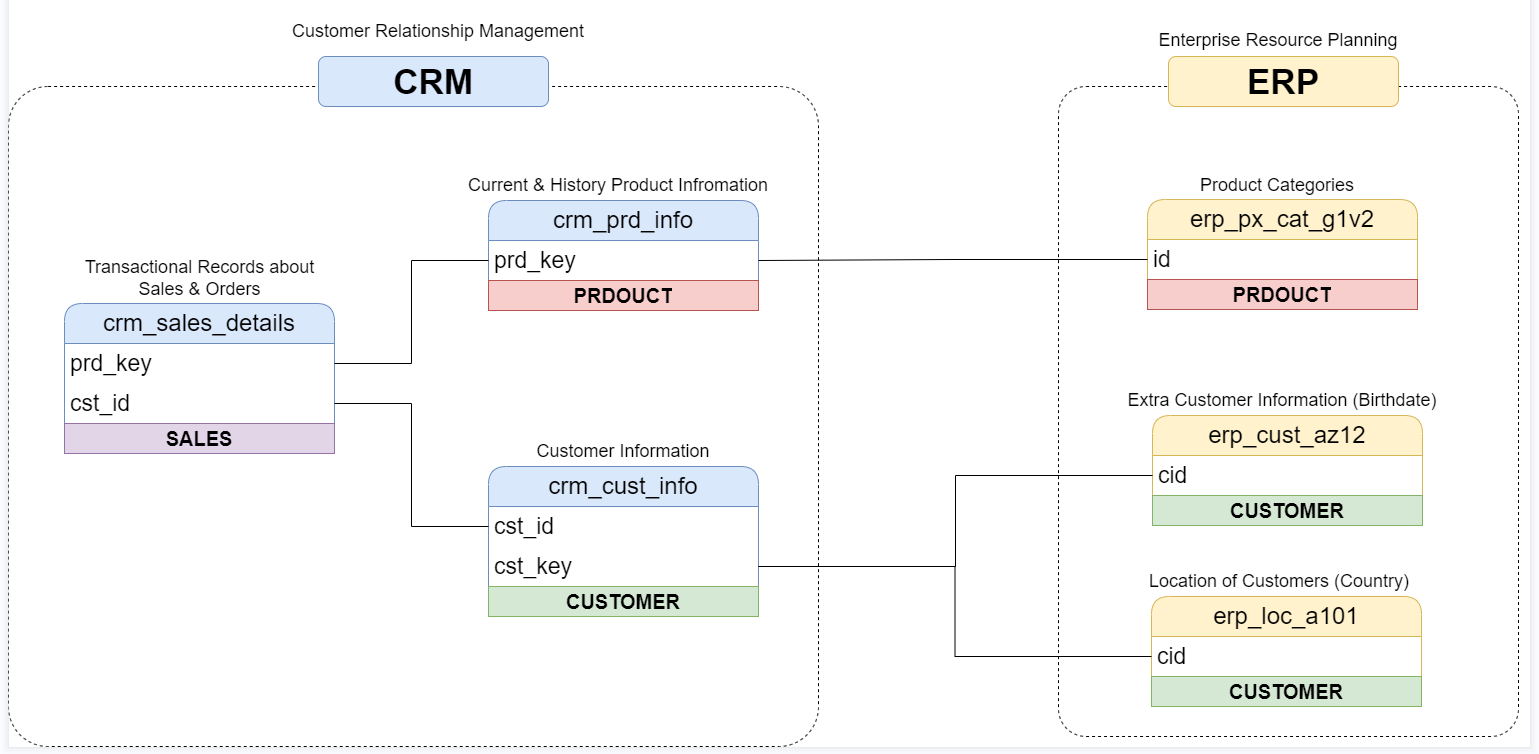 Customer Relationship Management
CRM
Enterprise Resource Planning
ERP
Current & History Product Infromation
crm_prd_info
prd_key
PRDOUCT
Product Categories
erp_px_cat_g1v2
id
PRDOUCT
Transactional Records about
Sales & Orders
crm_sales_details
prd_key
cst_id
SALES
Customer Information
crm_cust_info
cst_id
cst_key
CUSTOMER
Extra Customer Information (Birthdate)
erp_cust_az12
cid
CUSTOMER
Location of Customers (Country)
erp_loc_a101
cid
CUSTOMER